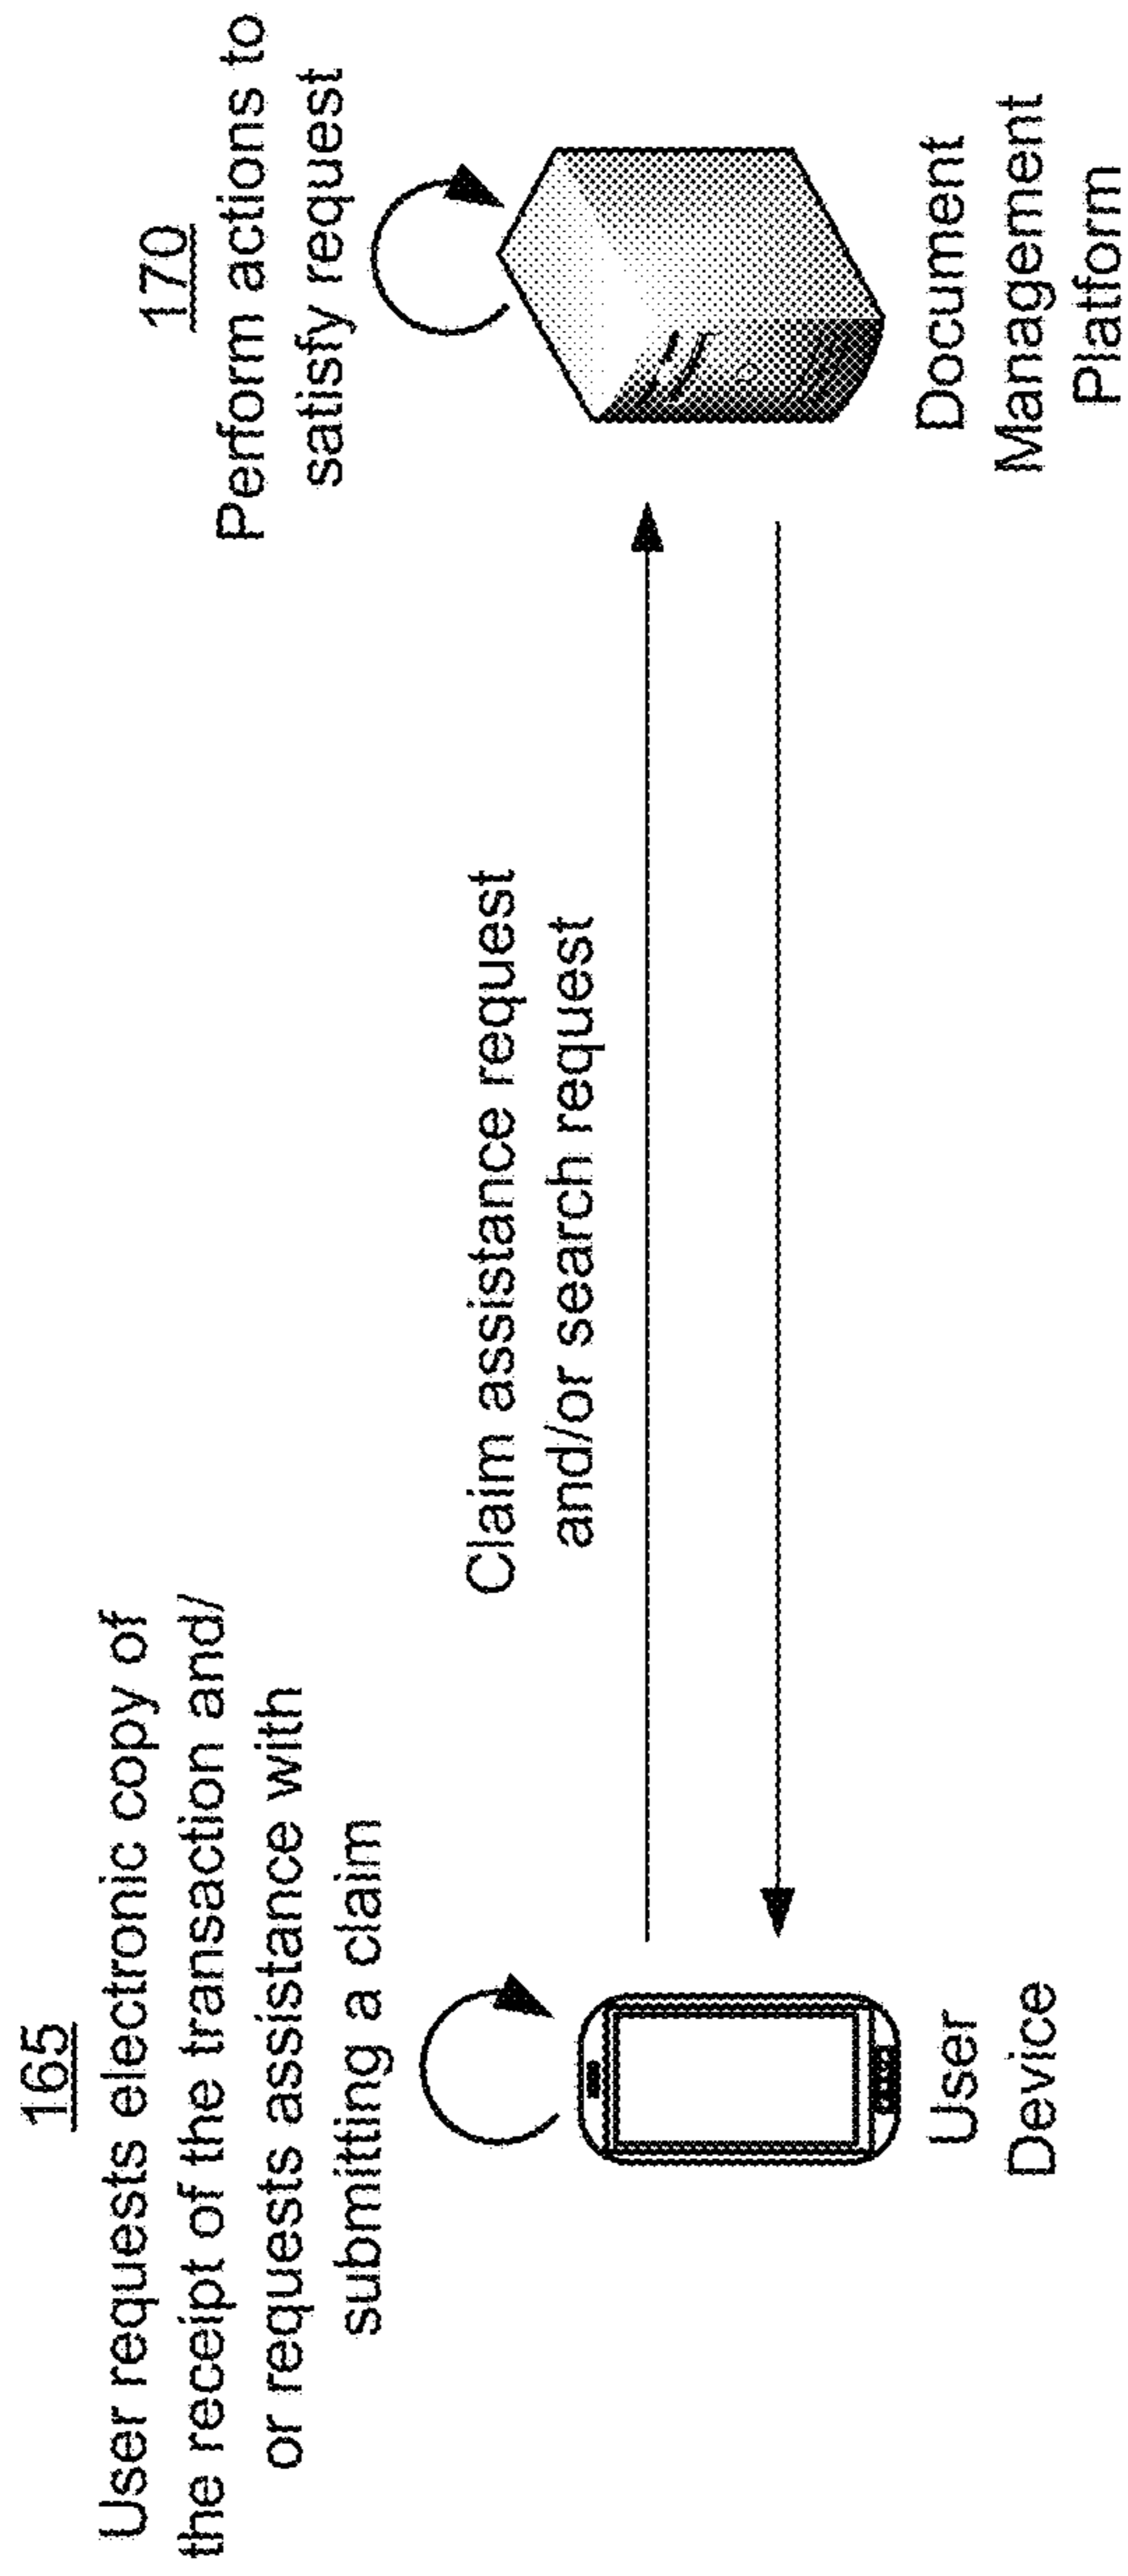 165
User requests electronic copy of
the receipt of the transaction and/
or requests assistance with
submitting a claim
170
Perform actions to
satisfy request
Claim assistance request
and/or search request
User
Device
Document
Management
Platform